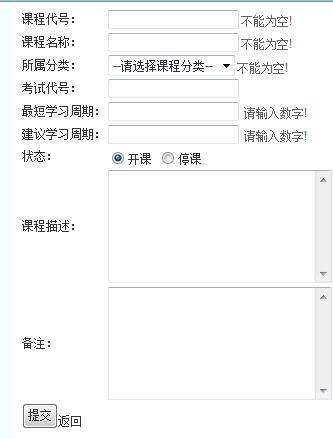 课程代号： 不能为空!
课程名称： 不能为空!
所属分类： --请选择课程分类-- 不能为空!
考试代号：
最短学习周期： 请输入数字!
建议学习周期： 请输入数字!
状态： 开课 停课
课程描述：
备注：
提交 返回